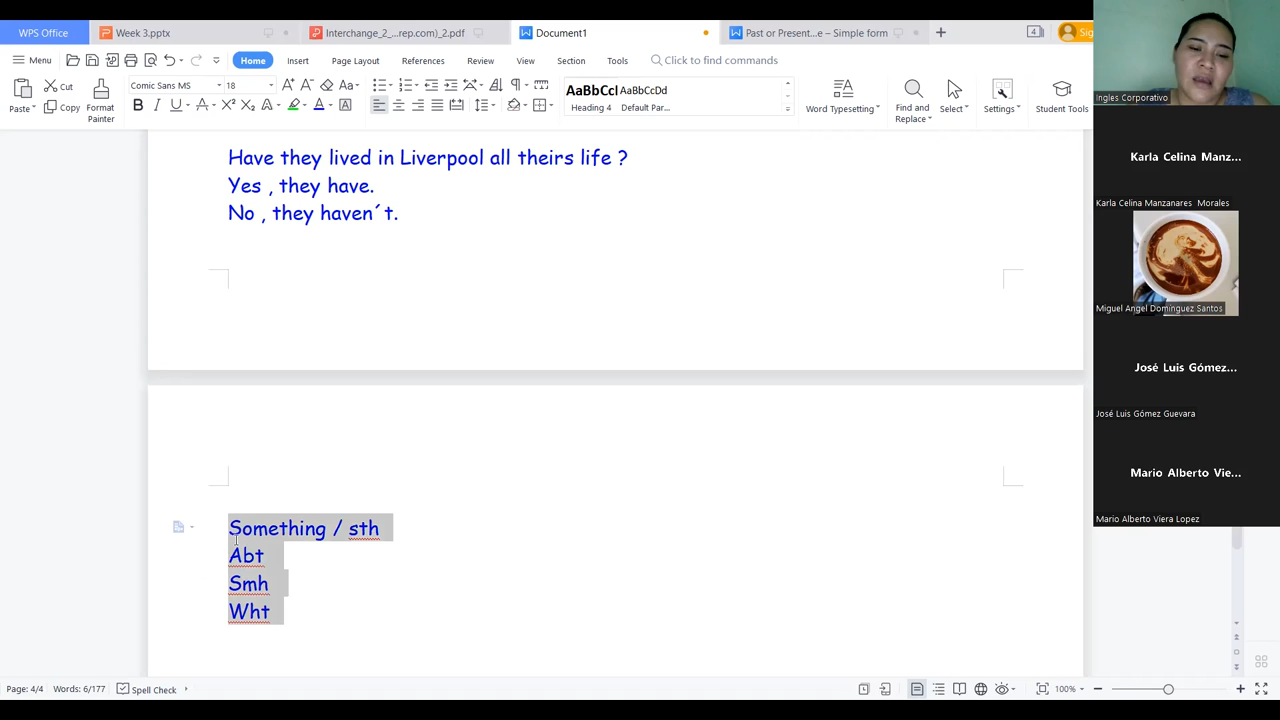 WPS Office
Week 3.pptx
Interchange_2_...rep.com)_2.pdf
Document1
Past or Present...e – Simple form
4
Sig
Menu
Home
Insert
Page Layout
References
Review
View
Section
Tools
Click to find commands
Paste
Cut
Copy
Format
Painter
Comic Sans MS
18
AaBbCcl
Heading 4
AaBbCcDd
Default Par...
Word Typesetting
Find and
Replace
Select
Settings
Student Tools
Have they lived in Liverpool all theirs life ?
Yes , they have.
No , they haven´t.
Something / sth
Abt
Smh
Wht
Ingles Corporativo
Karla Celina Manz...
Karla Celina Manzanares Morales
Miguel Angel Domínguez Santos
José Luis Gómez...
José Luis Gómez Guevara
Mario Alberto Vie...
Mario Alberto Viera Lopez
Page: 4/4
Words: 6/177
Spell Check
100%